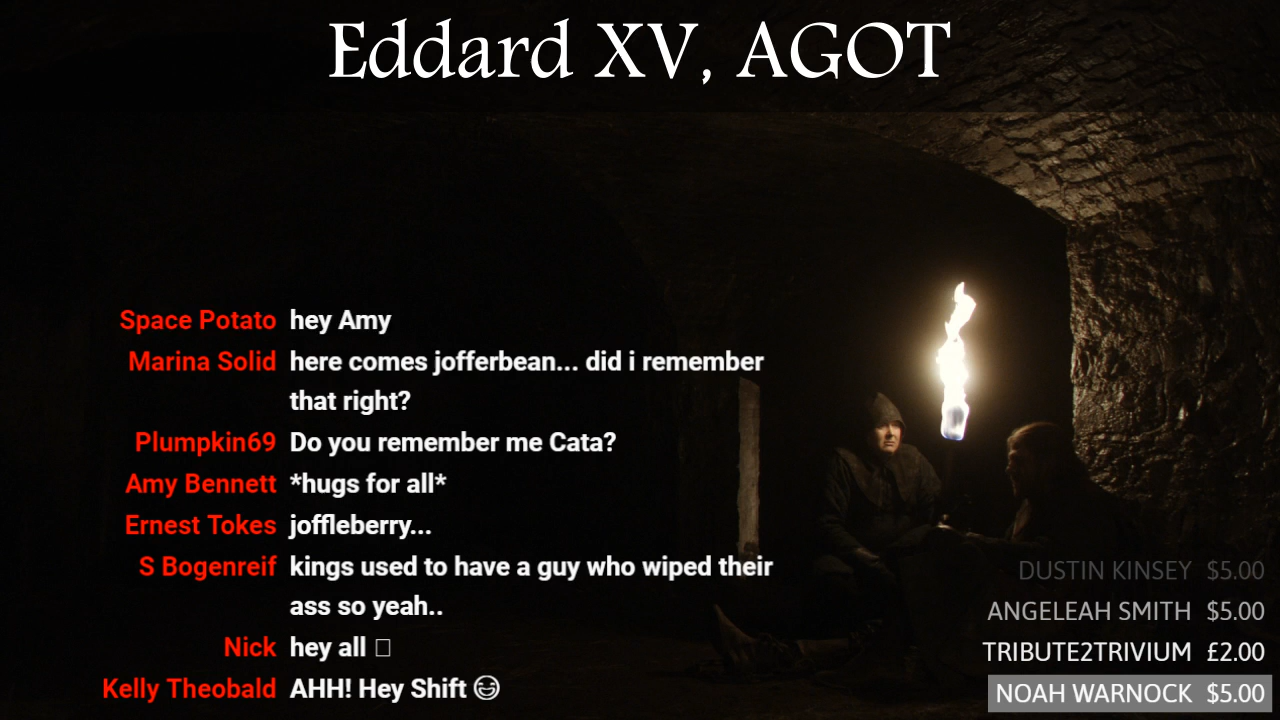 Eddard XV, AGOT
Space Potato hey Amy
Marina Solid here comes jofferbean... did i remember
that right?
Plumpkin69 Do you remember me Cata?
Amy Bennett *hugs for all*
Ernest Tokes joffleberry...
S Bogenreif kings used to have a guy who wiped their
ass so yeah..
Nick hey all
Kelly Theobald AHH! Hey Shift 😅
DUSTIN KINSEY $5.00
ANGELEAH SMITH $5.00
TRIBUTE2TRIVIUM £2.00
NOAH WARNOCK $5.00